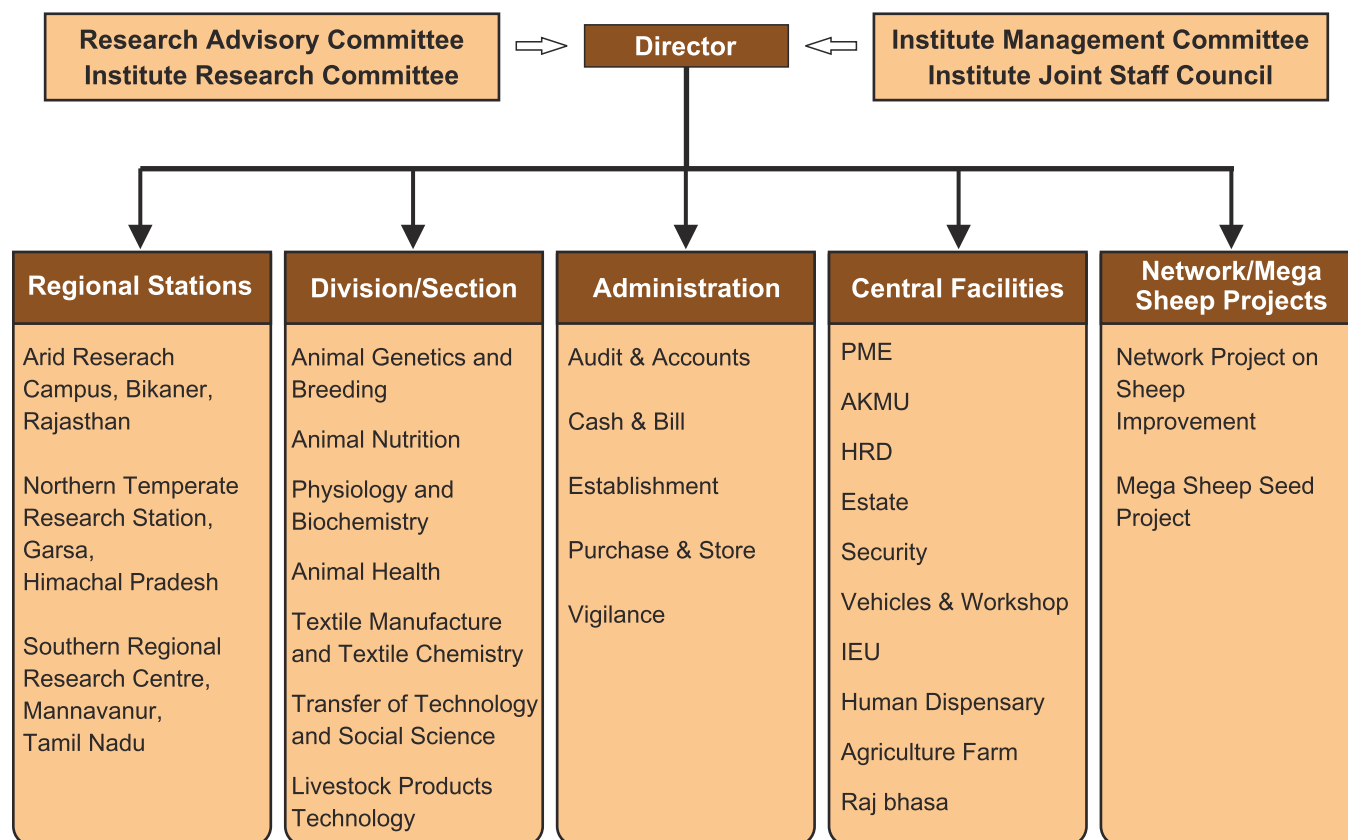 Research Advisory Committee
Institute Research Committee
Director
Institute Management Committee
Institute Joint Staff Council
Regional Stations
Arid Reserach
Campus, Bikaner,
Rajasthan
Northern Temperate
Research Station,
Garsa,
Himachal Pradesh
Southern Regional
Research Centre,
Mannavanur,
Tamil Nadu
Division/Section
Animal Genetics and
Breeding
Animal Nutrition
Physiology and
Biochemistry
Animal Health
Textile Manufacture
and Textile Chemistry
Transfer of Technology
and Social Science
Livestock Products
Technology
Administration
Audit & Accounts
Cash & Bill
Establishment
Purchase & Store
Vigilance
Central Facilities
PME
AKMU
HRD
Estate
Security
Vehicles & Workshop
IEU
Human Dispensary
Agriculture Farm
Raj bhasa
Network/Mega
Sheep Projects
Network Project on
Sheep
Improvement
Mega Sheep Seed
Project